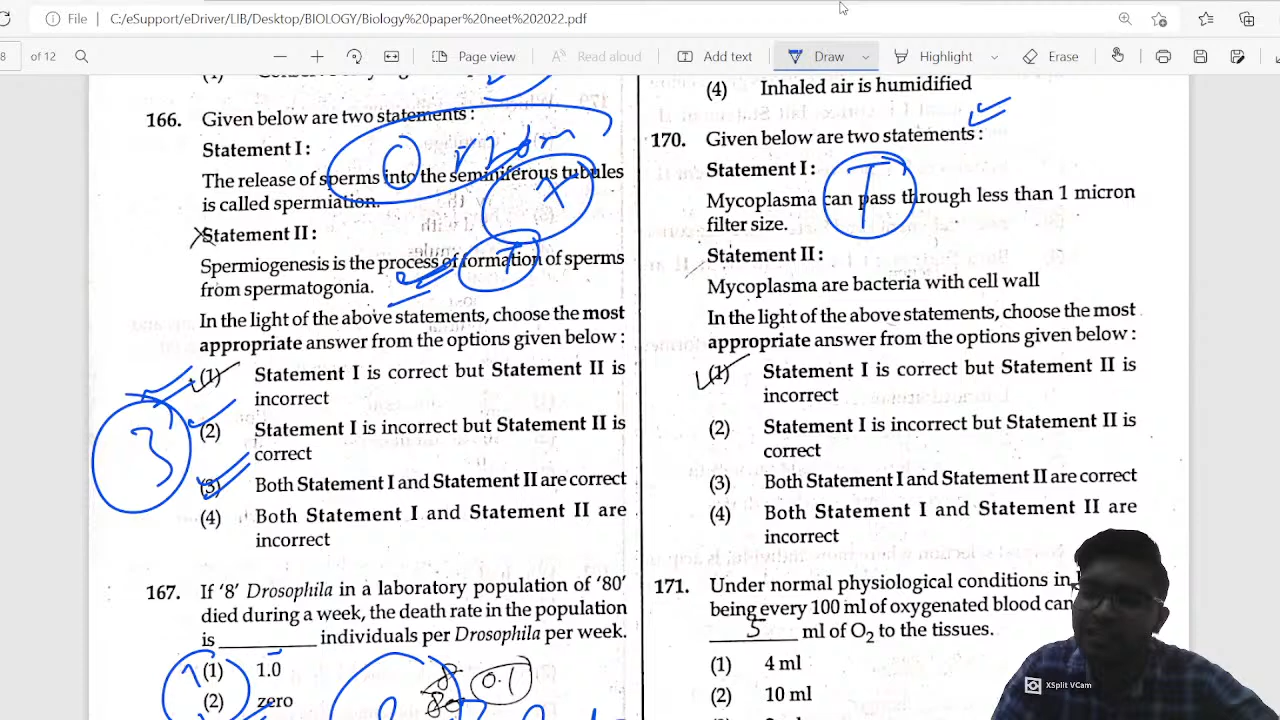 File
C:/eSupport/eDriver/LIB/Desktop/BIOLOGY/Biology%20paper%20neet%202022.pdf
8 of 12
Page view
Read aloud
Add text
Draw
Highlight
Erase
166. Given below are two statements :
Statement I :
The release of sperms into the seminiferous tubules
is called spermiation.
Statement II :
Spermiogenesis is the process of formation of sperms
from spermatogonia.
In the light of the above statements, choose the most
appropriate answer from the options given below :
(1) Statement I is correct but Statement II is
incorrect
(2) Statement I is incorrect but Statement II is
correct
(3) Both Statement I and Statement II are correct
(4) Both Statement I and Statement II are
incorrect
3
167. If '8' Drosophila in a laboratory population of '80'
died during a week, the death rate in the population
is ________ individuals per Drosophila per week.
(1) 1.0
(2) zero
0.1
(4) Inhaled air is humidified
170. Given below are two statements :
Statement I :
Mycoplasma can pass through less than 1 micron
filter size.
T
Statement II :
Mycoplasma are bacteria with cell wall
In the light of the above statements, choose the most
appropriate answer from the options given below :
(1) Statement I is correct but Statement II is
incorrect
(2) Statement I is incorrect but Statement II is
correct
(3) Both Statement I and Statement II are correct
(4) Both Statement I and Statement II are
incorrect
171. Under normal physiological conditions in
being every 100 ml of oxygenated blood can
5 ml of O2 to the tissues.
(1) 4 ml
(2) 10 ml
XSplit VCam